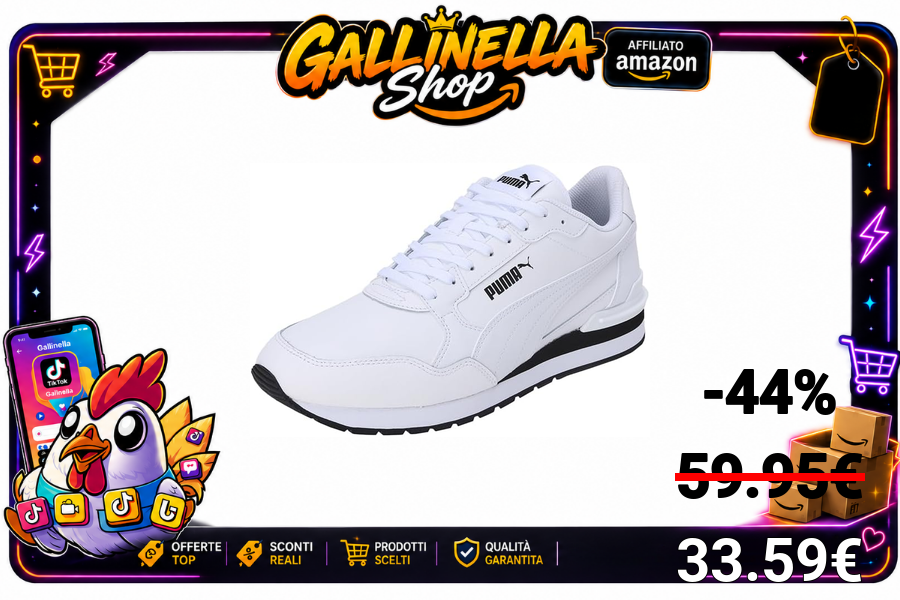 GALLINELLA
Shop
AFFILIATO
amazon
PUMA
PUMA
Gallinella
TikTok
Gallinella
-44%
59.95€
33.59€
OFFERTE
TOP
SCONTI
REALI
PRODOTTI
SCELTI
QUALITÀ
GARANTITA